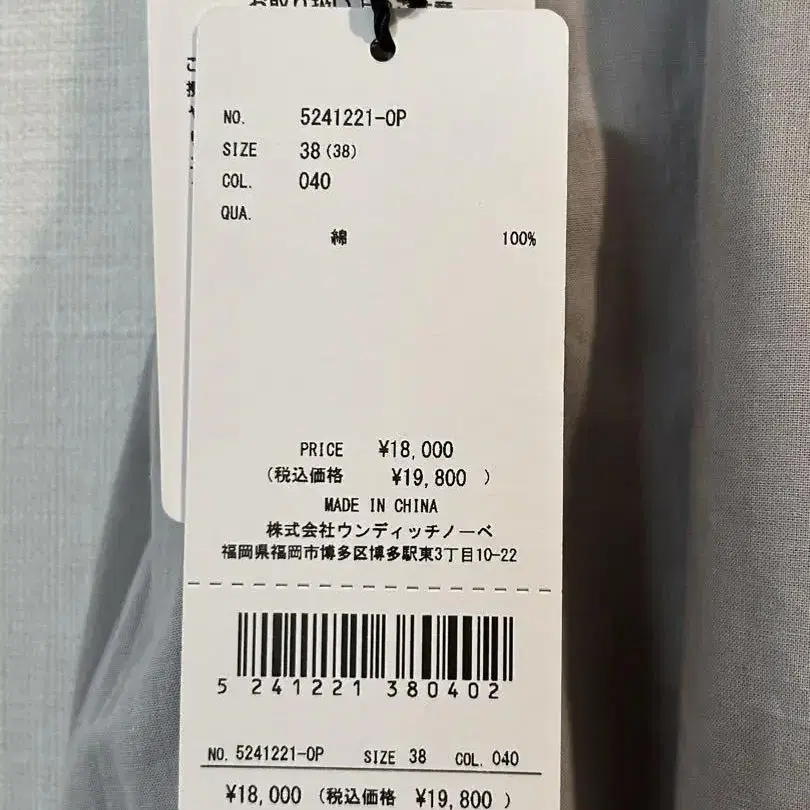 NO. 5241221-OP
SIZE 38 (38)
COL. 040
QUA.
綿 100%
PRICE ¥18,000
(税込価格 ¥19,800 )
MADE IN CHINA
株式会社ウンディッチノーベ
福岡県福岡市博多区博多駅東3丁目10-22
5 241221 380402
NO. 5241221-OP SIZE 38 COL. 040
¥18,000 (税込価格 ¥19,800 )